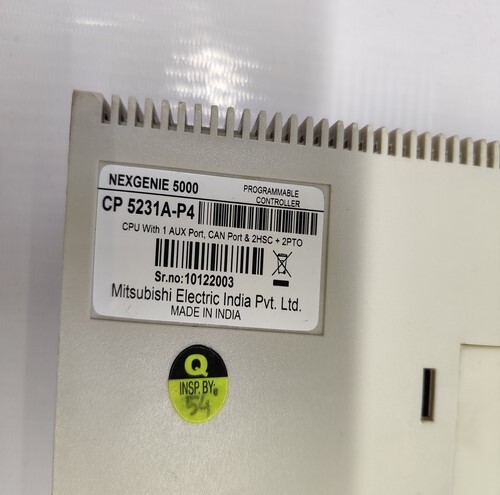 NEXGENIE 5000
PROGRAMMABLE
CONTROLLER
CP 5231A-P4
CPU With 1 AUX Port, CAN Port & 2HSC + 2PTO
Sr.no:10122003
Mitsubishi Electric India Pvt. Ltd.
MADE IN INDIA
Q
INSP. BY:
54